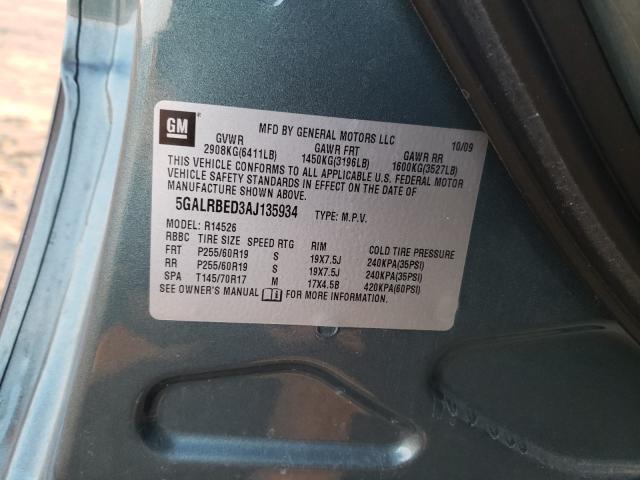 GM
MFD BY GENERAL MOTORS LLC 10/09
GVWR GAWR FRT GAWR RR
2908KG(6411LB) 1450KG(3196LB) 1600KG(3527LB)
THIS VEHICLE CONFORMS TO ALL APPLICABLE U.S. FEDERAL MOTOR
VEHICLE SAFETY STANDARDS IN EFFECT ON THE DATE OF
MANUFACTURE SHOWN ABOVE.
5GALRBED3AJ135934 TYPE: M.P.V.
MODEL: R14526
RBBC TIRE SIZE SPEED RTG RIM COLD TIRE PRESSURE
FRT P255/60R19 S 19X7.5J 240KPA(35PSI)
RR P255/60R19 S 19X7.5J 240KPA(35PSI)
SPA T145/70R17 M 17X4.5B 420KPA(60PSI)
SEE OWNER'S MANUAL FOR MORE INFORMATION.